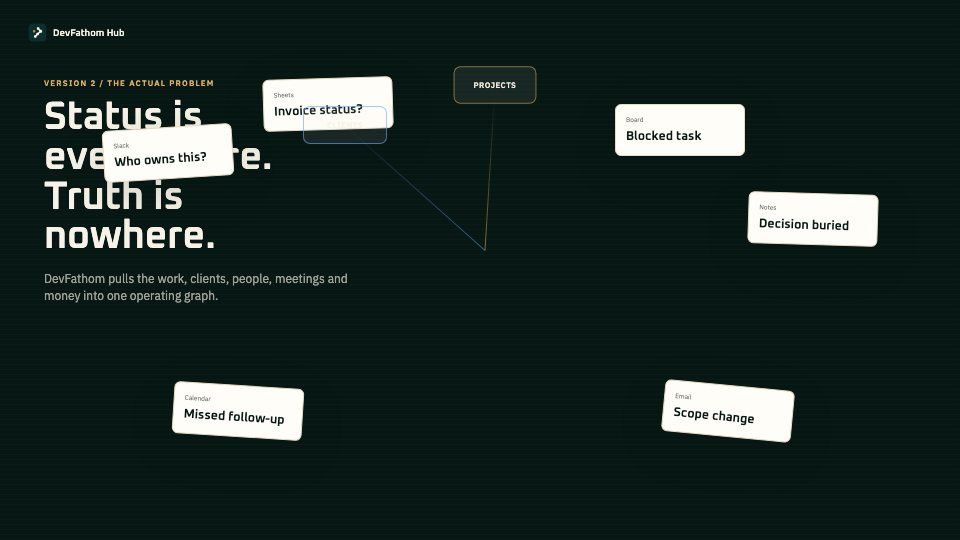 DevFathom Hub
VERSION 2 / THE ACTUAL PROBLEM
Status is
eve re.
Truth is
nowhere.
DevFathom pulls the work, clients, people, meetings and
money into one operating graph.
Slack
Who owns this?
Sheets
Invoice status?
PROJECTS
Board
Blocked task
Notes
Decision buried
Calendar
Missed follow-up
Email
Scope change